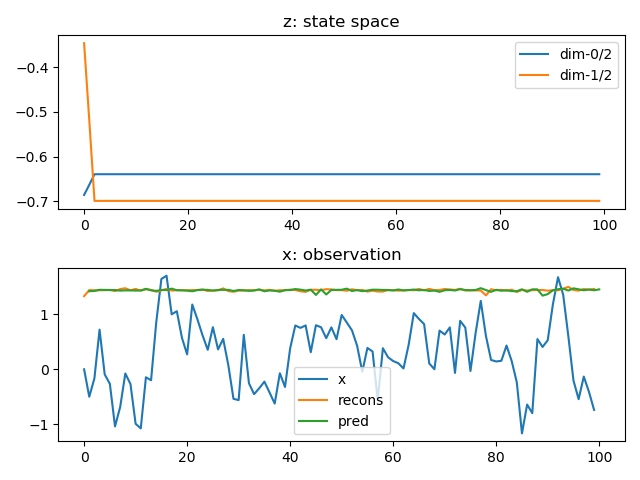 z: state space
−0.4
−0.5
−0.6
−0.7
dim-0/2
dim-1/2
0
20
40
60
80
100
x: observation
1
0
−1
x
recons
pred
0
20
40
60
80
100